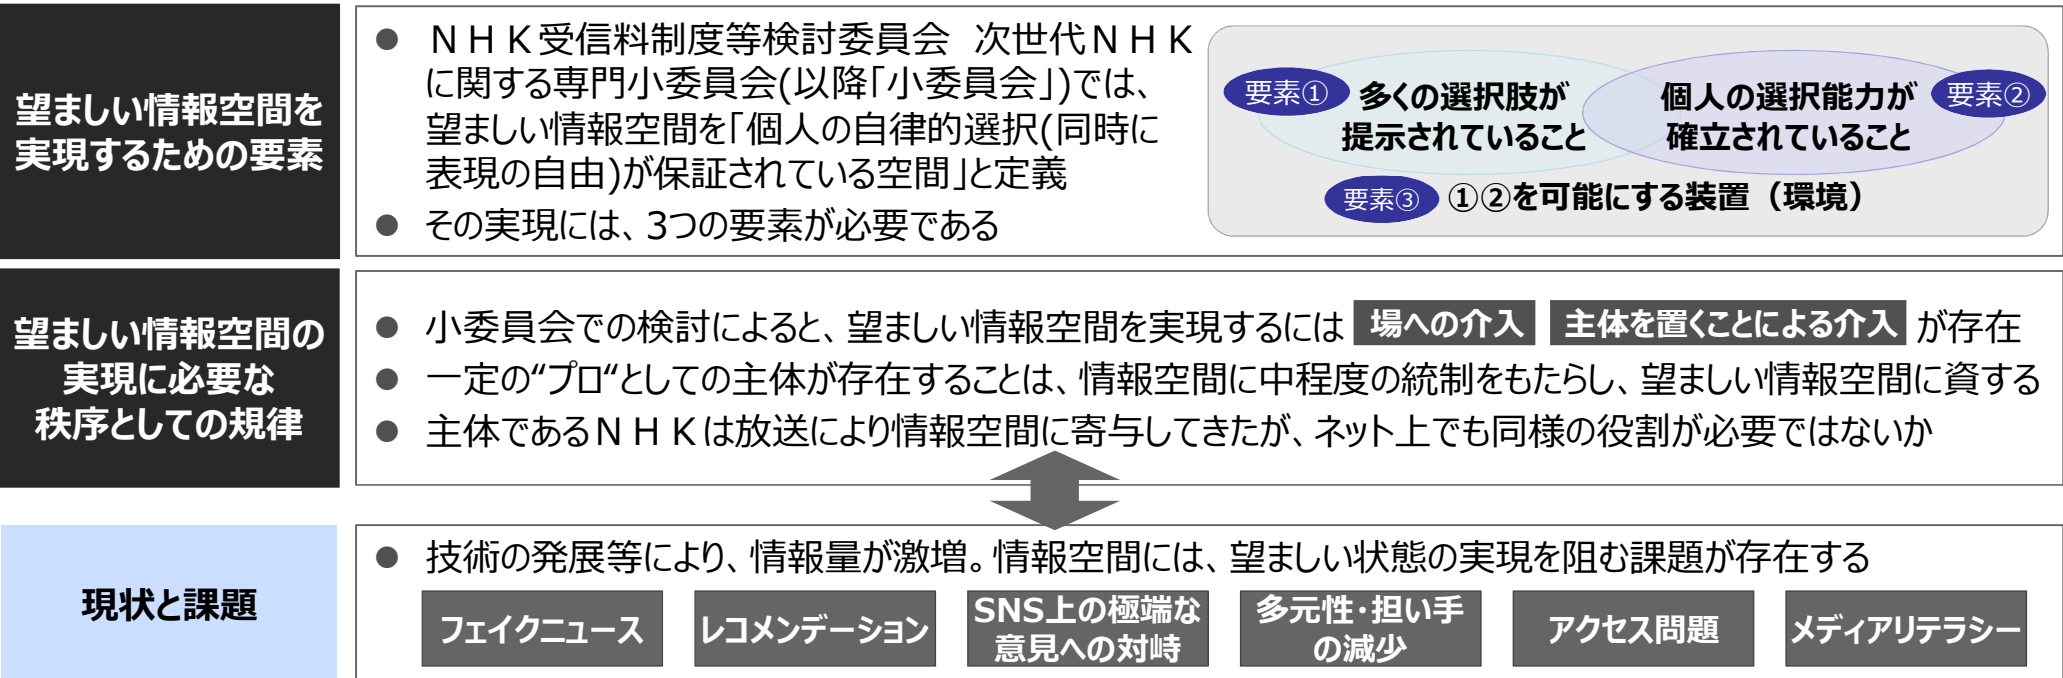 望ましい情報空間を
実現するための要素
● ＮＨＫ受信料制度等検討委員会 次世代ＮＨＫ
に関する専門小委員会(以降「小委員会」)では、
望ましい情報空間を「個人の自律的選択(同時に
表現の自由)が保証されている空間」と定義
● その実現には、3つの要素が必要である
要素① 多くの選択肢が
提示されていること
個人の選択能力が 要素②
確立されていること
要素③ ①②を可能にする装置（環境）
望ましい情報空間の
実現に必要な
秩序としての規律
● 小委員会での検討によると、望ましい情報空間を実現するには 場への介入 主体を置くことによる介入 が存在
● 一定の“プロ“としての主体が存在することは、情報空間に中程度の統制をもたらし、望ましい情報空間に資する
● 主体であるＮＨＫは放送により情報空間に寄与してきたが、ネット上でも同様の役割が必要ではないか
現状と課題
● 技術の発展等により、情報量が激増。情報空間には、望ましい状態の実現を阻む課題が存在する
フェイクニュース
レコメンデーション
SNS上の極端な
意見への対峙
多元性・担い手
の減少
アクセス問題
メディアリテラシー